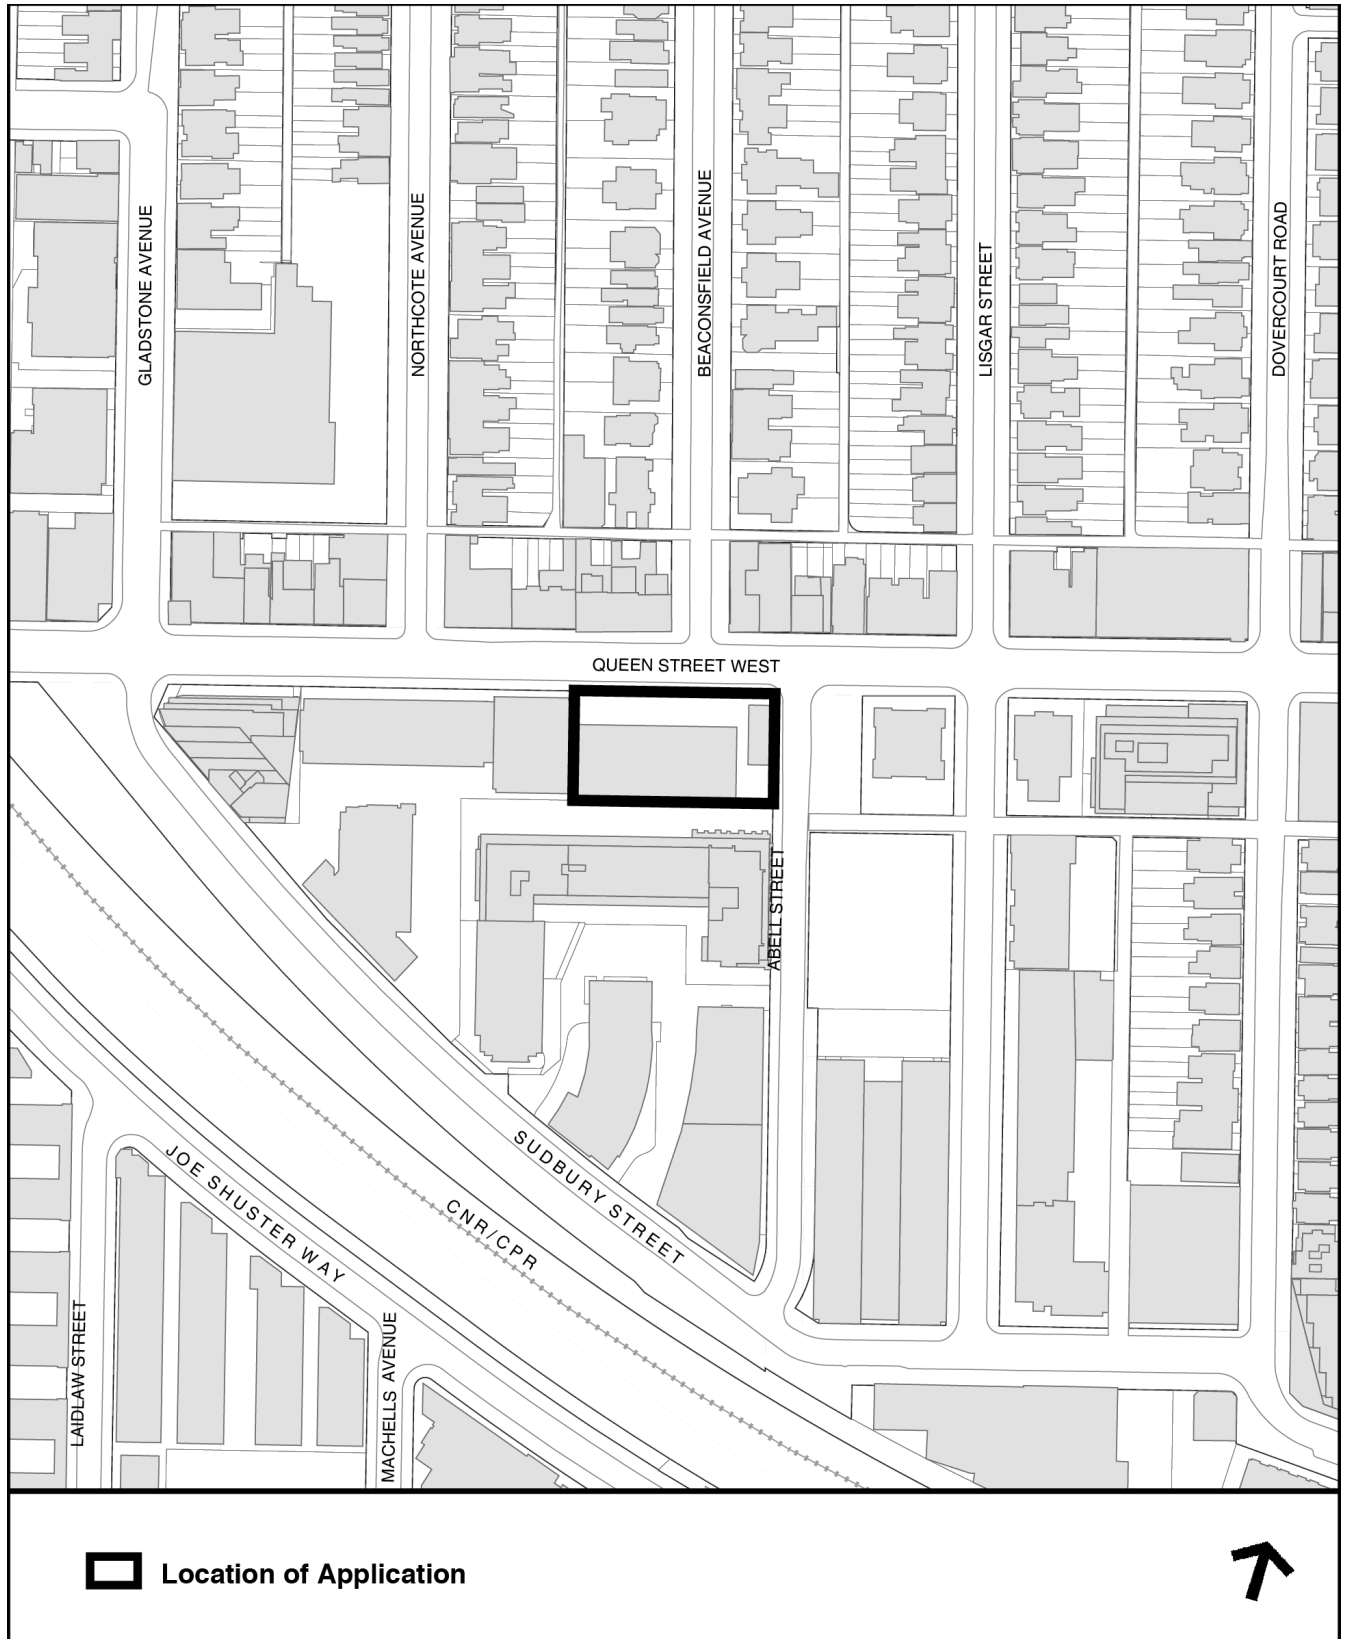 GLADSTONE AVENUE
NORTHCOTE AVENUE
BEACONSFIELD AVENUE
LISGAR STREET
DOVERCOURT ROAD
QUEEN STREET WEST
ABELL STREET
SUDBURY STREET
CNR/CPR
JOE SHUSTER WAY
LAIDLAW STREET
MACHELLS AVENUE
Location of Application